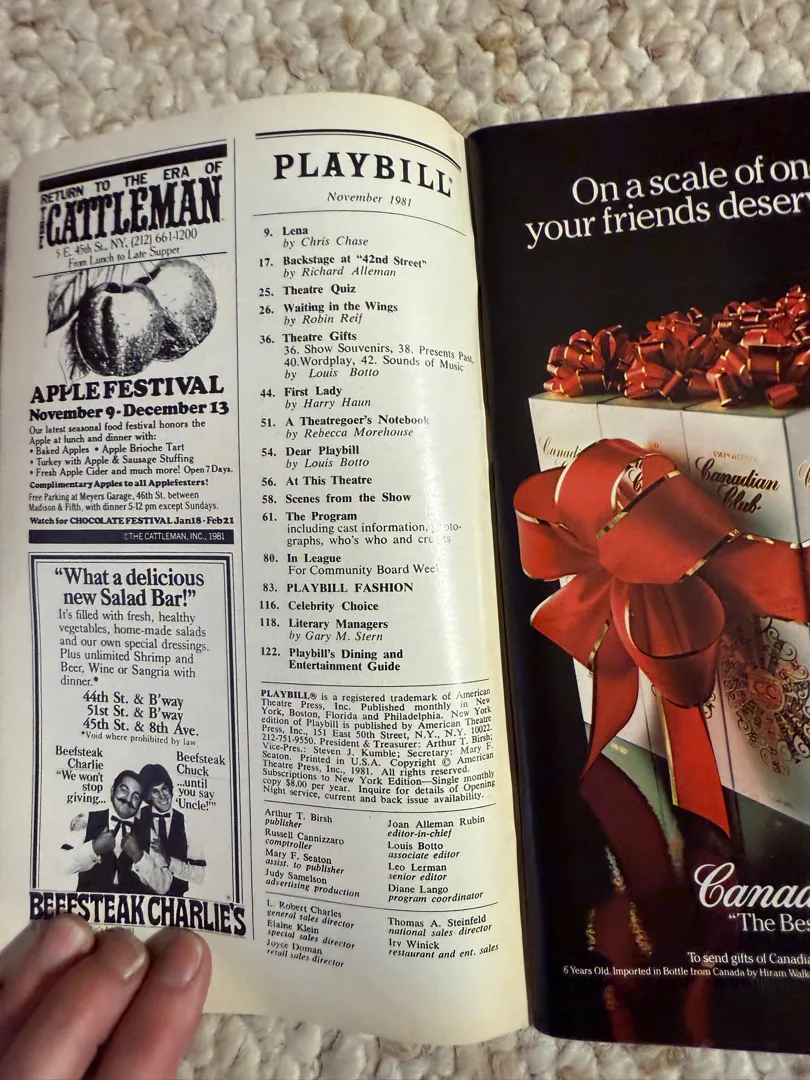 RETURN TO THE ERA OF
THE CATTLEMAN
5 E. 45th St., NY, (212) 661-1200
From Lunch to Late Supper
APPLE FESTIVAL
November 9-December 13
Our latest seasonal food festival honors the
Apple at lunch and dinner with:
• Baked Apples • Apple Brioche Tart
• Turkey with Apple & Sausage Stuffing
• Fresh Apple Cider and much more! Open 7 Days.
Complimentary Apples to all Applefesters!
Free Parking at Meyers Garage, 46th St. between
Madison & Fifth, with dinner 5-12 pm except Sundays.
Watch for CHOCOLATE FESTIVAL Jan18-Feb21
©THE CATTLEMAN, INC., 1981
"What a delicious
new Salad Bar!"
It's filled with fresh, healthy
vegetables, home-made salads
and our own special dressings.
Plus unlimited Shrimp and
Beer, Wine or Sangria with
dinner.*
44th St. & B'way
51st St. & B'way
45th St. & 8th Ave.
*Void where prohibited by law.
Beefsteak
Charlie
"We won't
stop
giving...
Beefsteak
Chuck
...until
you say
'Uncle!'"
BEEFSTEAK CHARLIE'S
PLAYBILL®
November 1981
9. Lena
by Chris Chase
17. Backstage at "42nd Street"
by Richard Alleman
25. Theatre Quiz
26. Waiting in the Wings
by Robin Reif
36. Theatre Gifts
36. Show Souvenirs, 38. Presents Past,
40.Wordplay, 42. Sounds of Music
by Louis Botto
44. First Lady
by Harry Haun
51. A Theatregoer's Notebook
by Rebecca Morehouse
54. Dear Playbill
by Louis Botto
56. At This Theatre
58. Scenes from the Show
61. The Program
including cast information, photo-
graphs, who's who and credits
80. In League
For Community Board Week
83. PLAYBILL FASHION
116. Celebrity Choice
118. Literary Managers
by Gary M. Stern
122. Playbill's Dining and
Entertainment Guide
PLAYBILL® is a registered trademark of American
Theatre Press, Inc. Published monthly in New
York, Boston, Florida and Philadelphia. New York
edition of Playbill is published by American Theatre
Press, Inc., 151 East 50th Street, N.Y., N.Y. 10022.
212-751-9550. President & Treasurer: Arthur T. Birsh;
Vice-Pres.: Steven J. Kumble; Secretary: Mary F.
Seaton. Printed in U.S.A. Copyright © American
Theatre Press, Inc., 1981. All rights reserved.
Subscriptions to New York Edition—Single monthly
copy $8.00 per year. Inquire for details of Opening
Night service, current and back issue availability.
Arthur T. Birsh
publisher
Russell Cannizzaro
comptroller
Mary F. Seaton
assist. to publisher
Judy Samelson
advertising production
Joan Alleman Rubin
editor-in-chief
Louis Botto
associate editor
Leo Lerman
senior editor
Diane Lango
program coordinator
L. Robert Charles
general sales director
Elaine Klein
special sales director
Joyce Doman
retail sales director
Thomas A. Steinfeld
national sales director
Irv Winick
restaurant and ent. sales
On a scale of on
your friends deserv
Canad
IMPORTED
Canadian
Club
Canad
"The Bes
To send gifts of Canadia
6 Years Old. Imported in Bottle from Canada by Hiram Walk